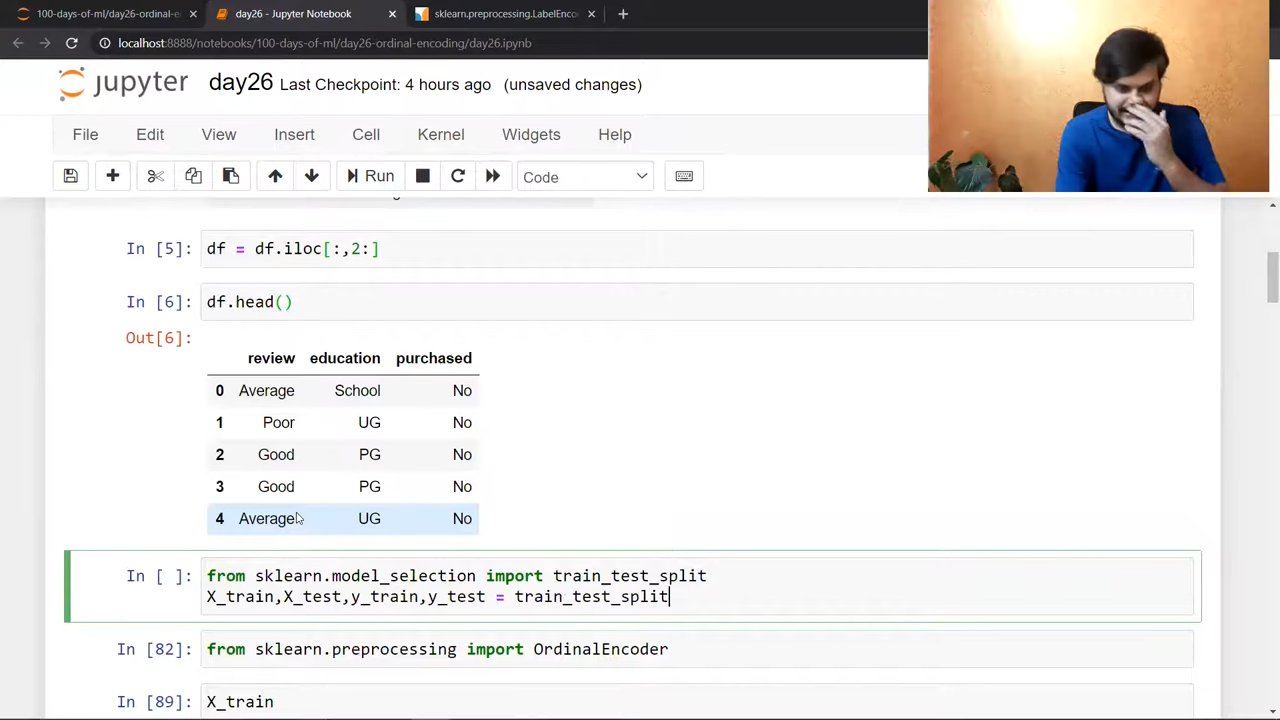 100-days-of-ml/day26-ordinal-en
day26 - Jupyter Notebook
sklearn.preprocessing.LabelEnco
localhost:8888/notebooks/100-days-of-ml/day26-ordinal-encoding/day26.ipynb
jupyter day26 Last Checkpoint: 4 hours ago (unsaved changes)
File Edit View Insert Cell Kernel Widgets Help
Run Code
In [5]: df = df.iloc[:,2:]
In [6]: df.head()
Out[6]:
review education purchased
0 Average School No
1 Poor UG No
2 Good PG No
3 Good PG No
4 Average UG No
In [ ]: from sklearn.model_selection import train_test_split
X_train,X_test,y_train,y_test = train_test_split
In [82]: from sklearn.preprocessing import OrdinalEncoder
In [89]: X_train